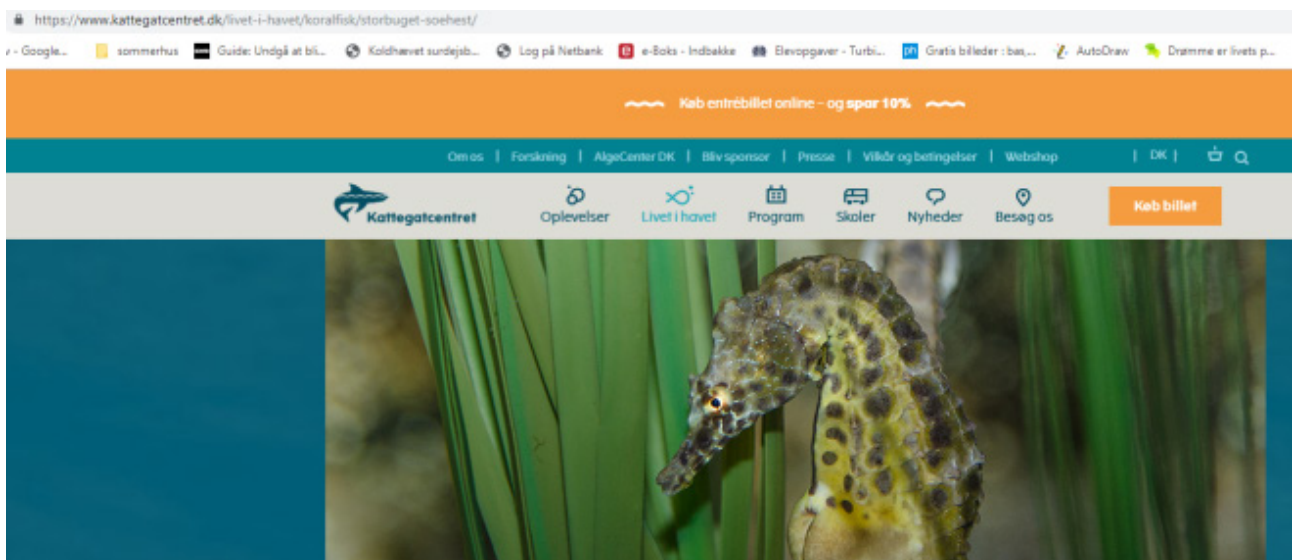 https://www.kattegatcentret.dk/livet-i-havet/koralfisk/storbuget-soehest/
- Google... sommerhus Guide: Undgå at bli... Koldhævet surdejsb... Log på Netbank e-Boks - Indbakke Elevopgaver - Turbi... Gratis billeder : bas,... AutoDraw Drømme er livets p...
Køb entrébillet online – og spar 10%
Om os | Forskning | AlgeCenter DK | Bliv sponsor | Presse | Vilkår og betingelser | Webshop | DK |
Kattegatcentret Oplevelser Livet i havet Program Skoler Nyheder Besøg os Køb billet